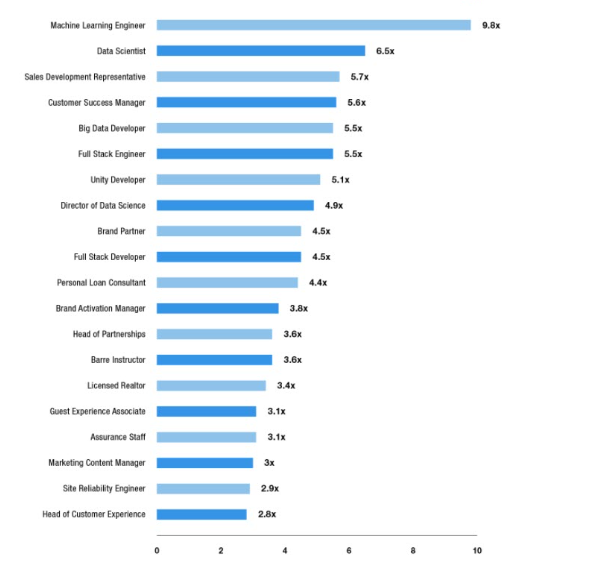 Machine Learning Engineer 9.8x
Data Scientist 6.5x
Sales Development Representative 5.7x
Customer Success Manager 5.6x
Big Data Developer 5.5x
Full Stack Engineer 5.5x
Unity Developer 5.1x
Director of Data Science 4.9x
Brand Partner 4.5x
Full Stack Developer 4.5x
Personal Loan Consultant 4.4x
Brand Activation Manager 3.8x
Head of Partnerships 3.6x
Barre Instructor 3.6x
Licensed Realtor 3.4x
Guest Experience Associate 3.1x
Assurance Staff 3.1x
Marketing Content Manager 3x
Site Reliability Engineer 2.9x
Head of Customer Experience 2.8x
0 2 4 6 8 10